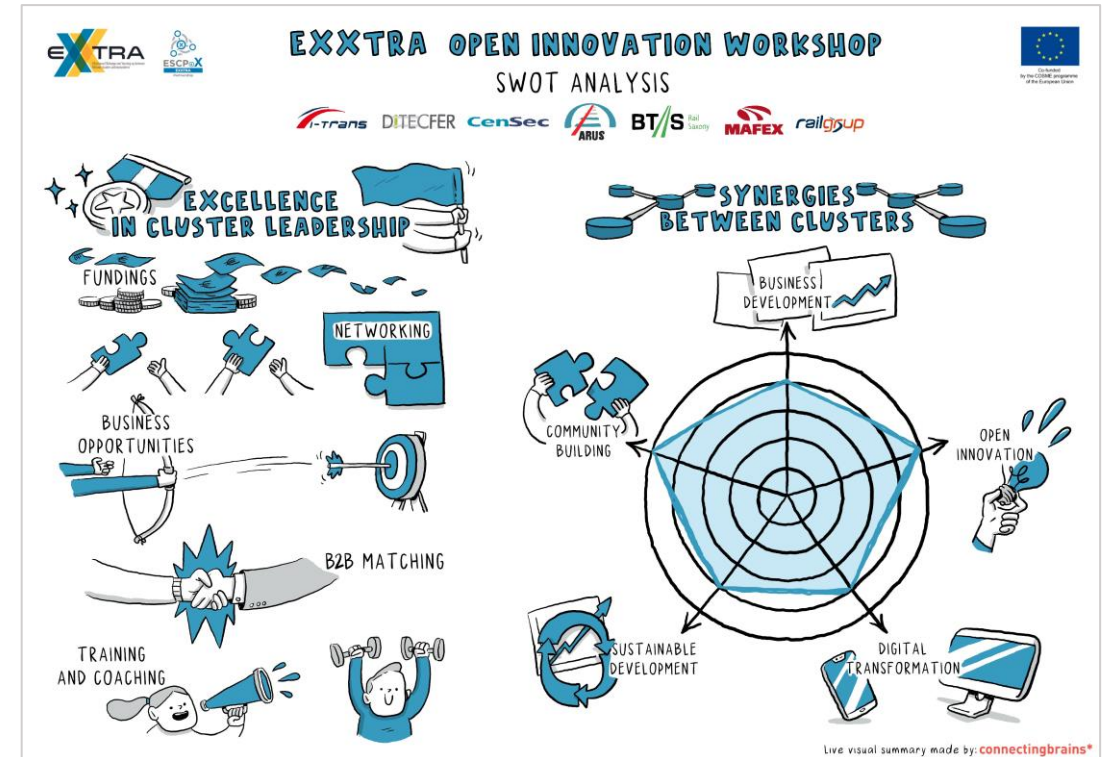 EXXTRA
ESCP4iX
EXXTRA OPEN INNOVATION WORKSHOP
SWOT ANALYSIS
Co-funded
by the COSME programme
of the European Union
i-Trans DITECFER CenSec ARUS BTS Rail Saxony MAFEX railgrup
EXCELLENCE
IN CLUSTER LEADERSHIP
FUNDINGS
NETWORKING
BUSINESS
OPPORTUNITIES
B2B MATCHING
TRAINING
AND COACHING
SYNERGIES
BETWEEN CLUSTERS
BUSINESS
DEVELOPMENT
COMMUNITY
BUILDING
OPEN
INNOVATION
SUSTAINABLE
DEVELOPMENT
DIGITAL
TRANSFORMATION
Live visual summary made by: connectingbrains*